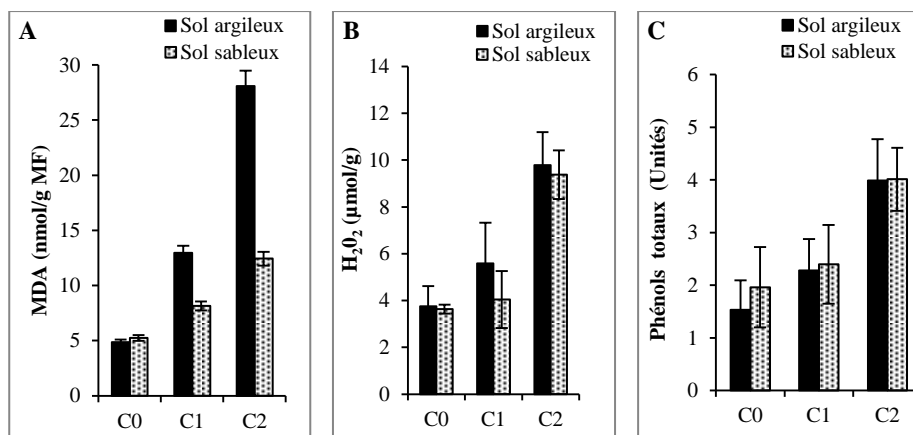 A
Sol argileux
Sol sableux
MDA (nmol/g MF)
30
25
20
15
10
5
0
C0 C1 C2
B
Sol argileux
Sol sableux
H₂0₂ (µmol/g)
14
12
10
8
6
4
2
0
C0 C1 C2
C
Sol argileux
Sol sableux
Phénols totaux (Unités)
6
5
4
3
2
1
0
C0 C1 C2